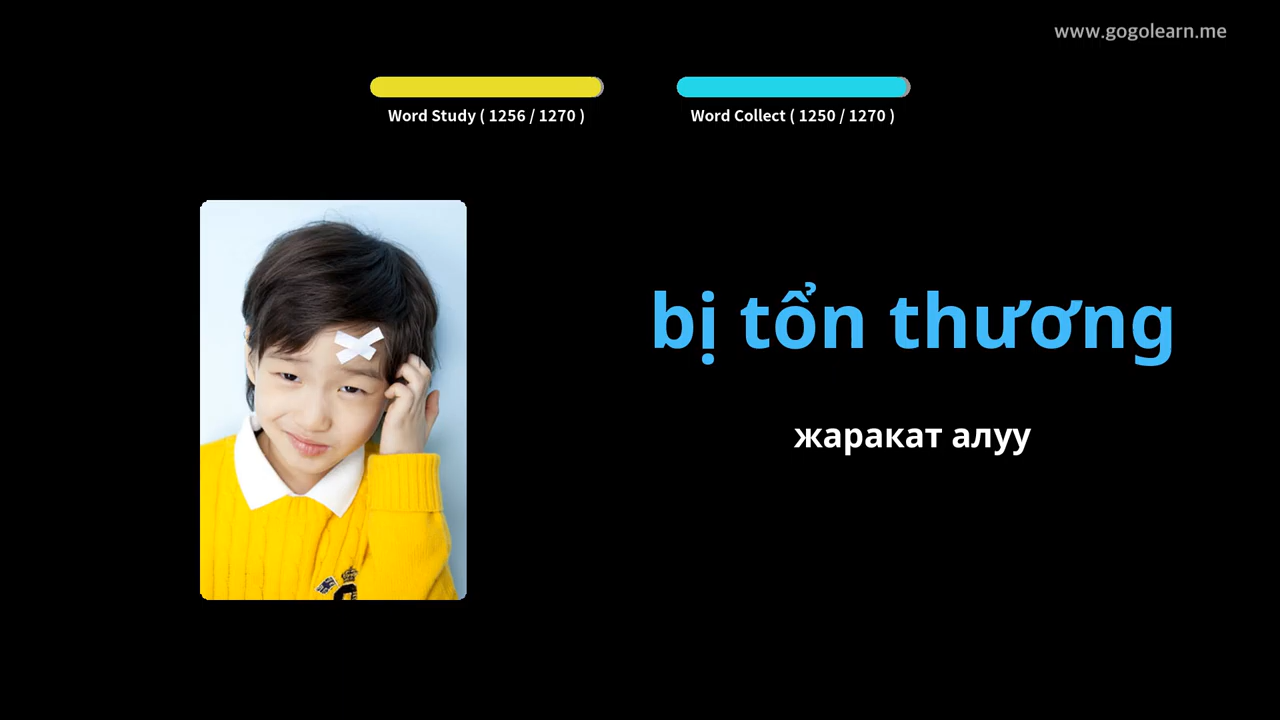 www.gogolearn.me
Word Study ( 1256 / 1270 )
Word Collect ( 1250 / 1270 )
bị tổn thương
жаракат алуу